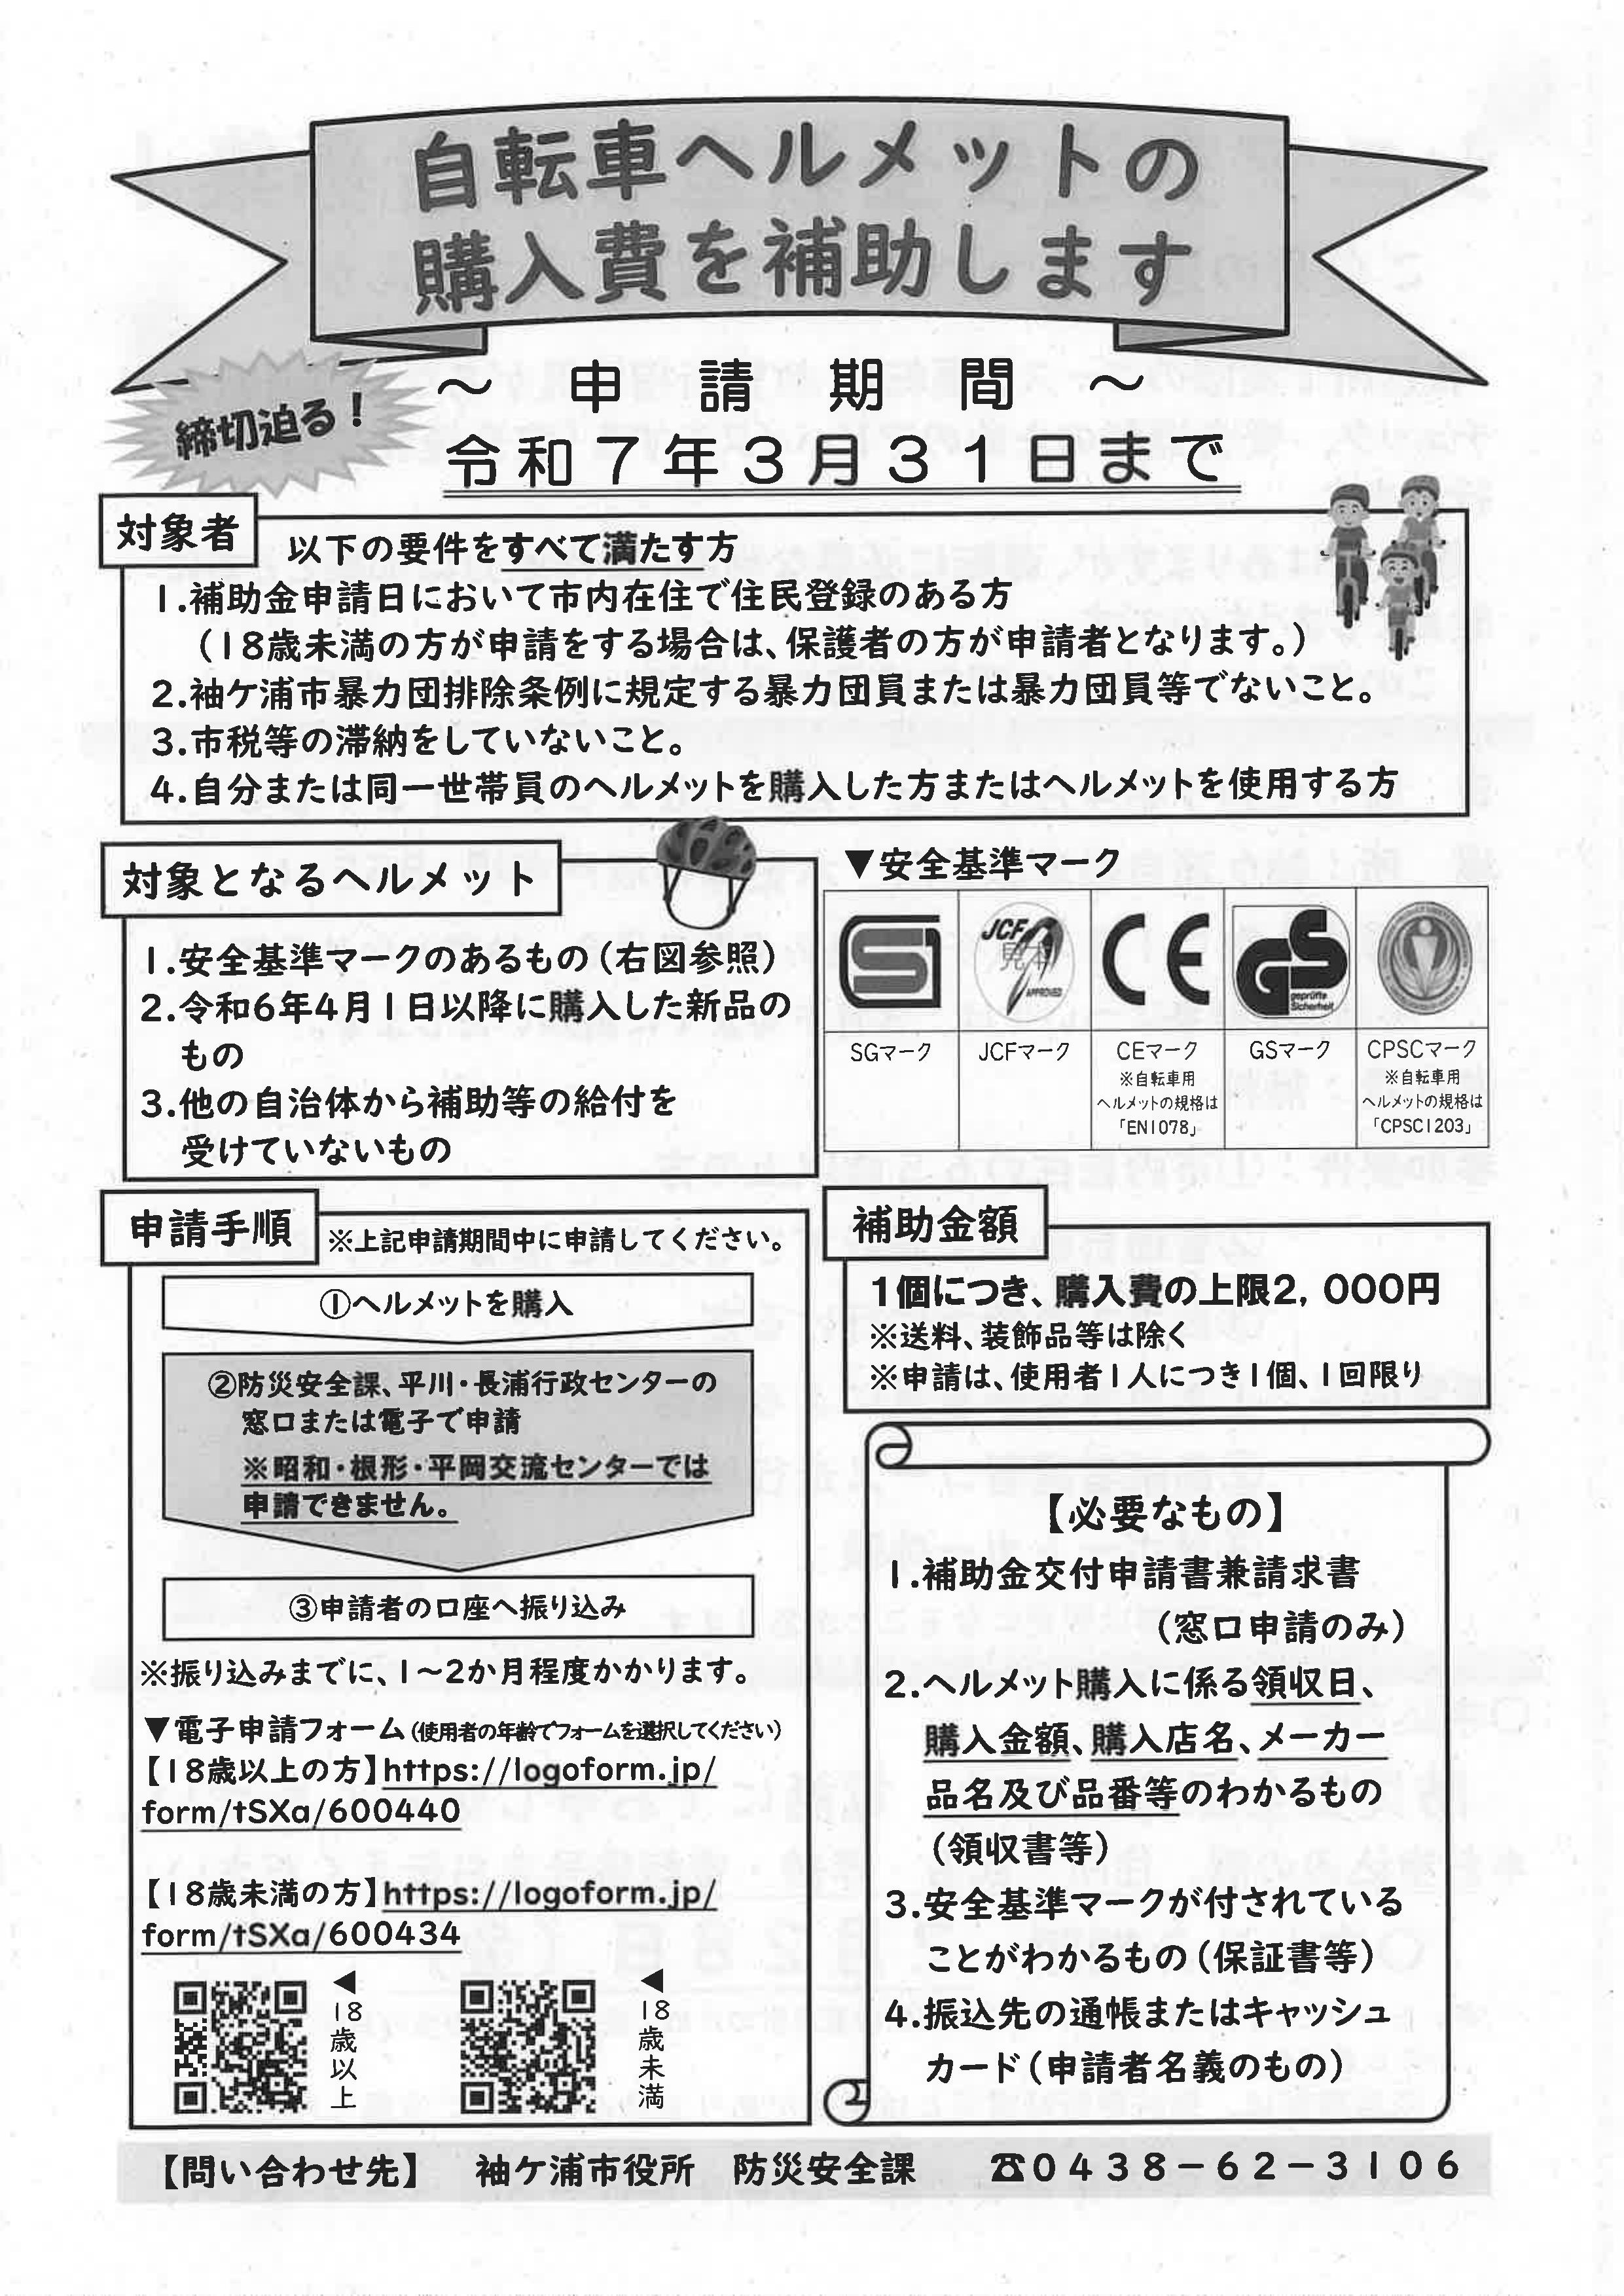 自転車ヘルメットの
購入費を補助します
締切迫る！
～　申　請　期　間　～
令和７年３月３１日まで
対象者
以下の要件をすべて満たす方
1.補助金申請日において市内在住で住民登録のある方
（18歳未満の方が申請をする場合は、保護者の方が申請者となります。）
2.袖ケ浦市暴力団排除条例に規定する暴力団員または暴力団員等でないこと。
3.市税等の滞納をしていないこと。
4.自分または同一世帯員のヘルメットを購入した方またはヘルメットを使用する方
対象となるヘルメット
1.安全基準マークのあるもの（右図参照）
2.令和6年4月1日以降に購入した新品の
もの
3.他の自治体から補助等の給付を
受けていないもの
▼安全基準マーク
JCF
見本
APPROVED
CE
GS
geprüfte
Sicherheit
SGマーク
JCFマーク
CEマーク
※自転車用
ヘルメットの規格は
「EN1078」
GSマーク
CPSCマーク
※自転車用
ヘルメットの規格は
「CPSC1203」
申請手順
※上記申請期間中に申請してください。
①ヘルメットを購入
②防災安全課、平川・長浦行政センターの
窓口または電子で申請
※昭和・根形・平岡交流センターでは
申請できません。
③申請者の口座へ振り込み
※振り込みまでに、1～2か月程度かかります。
▼電子申請フォーム（使用者の年齢でフォームを選択してください）
【18歳以上の方】https://logoform.jp/
form/tSXa/600440
【18歳未満の方】https://logoform.jp/
form/tSXa/600434
◀18歳以上
◀18歳未満
補助金額
1個につき、購入費の上限2，000円
※送料、装飾品等は除く
※申請は、使用者1人につき1個、1回限り
【必要なもの】
1.補助金交付申請書兼請求書
（窓口申請のみ）
2.ヘルメット購入に係る領収日、
購入金額、購入店名、メーカー
品名及び品番等のわかるもの
（領収書等）
3.安全基準マークが付されている
ことがわかるもの（保証書等）
4.振込先の通帳またはキャッシュ
カード（申請者名義のもの）
【問い合わせ先】　袖ケ浦市役所　防災安全課　☎０４３８－６２－３１０６